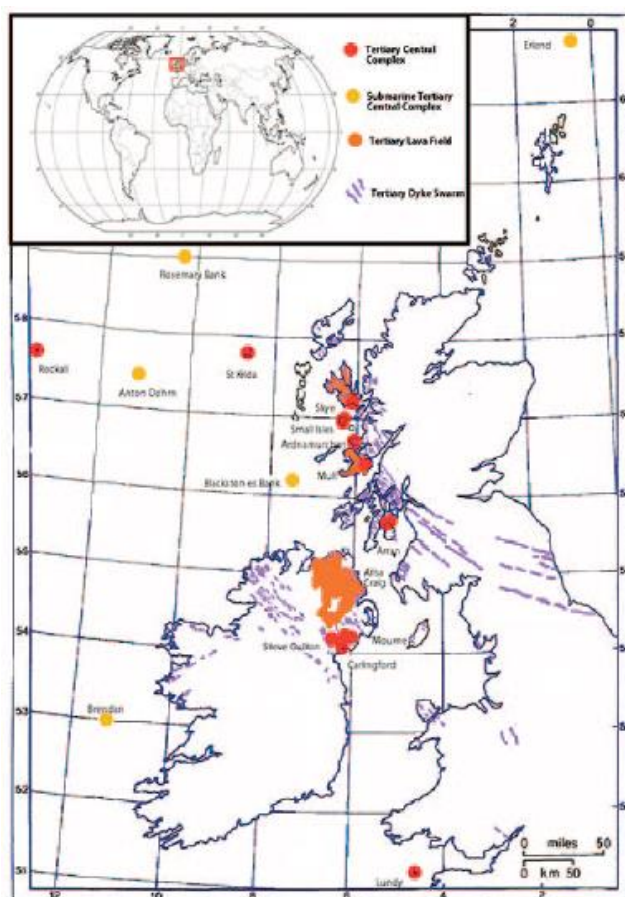 2
0
Tertiary Central
Complex
Erlend
Submarine Tertiary
Central Complex
Tertiary Lava Field
Tertiary Dyke Swarm
Rosemary Bank
58
Rockall
Anton Dohrn
St Kilda
57
Skye
Small Isles
Ardnamurchan
56
Mull
Blackstones Bank
Arran
55
Ailsa
Craig
54
Slieve Gullion
Mourne
Carlingford
Brendan
53
52
0 miles 50
0 km 50
51
Lundy
12
10
8
6
4
2